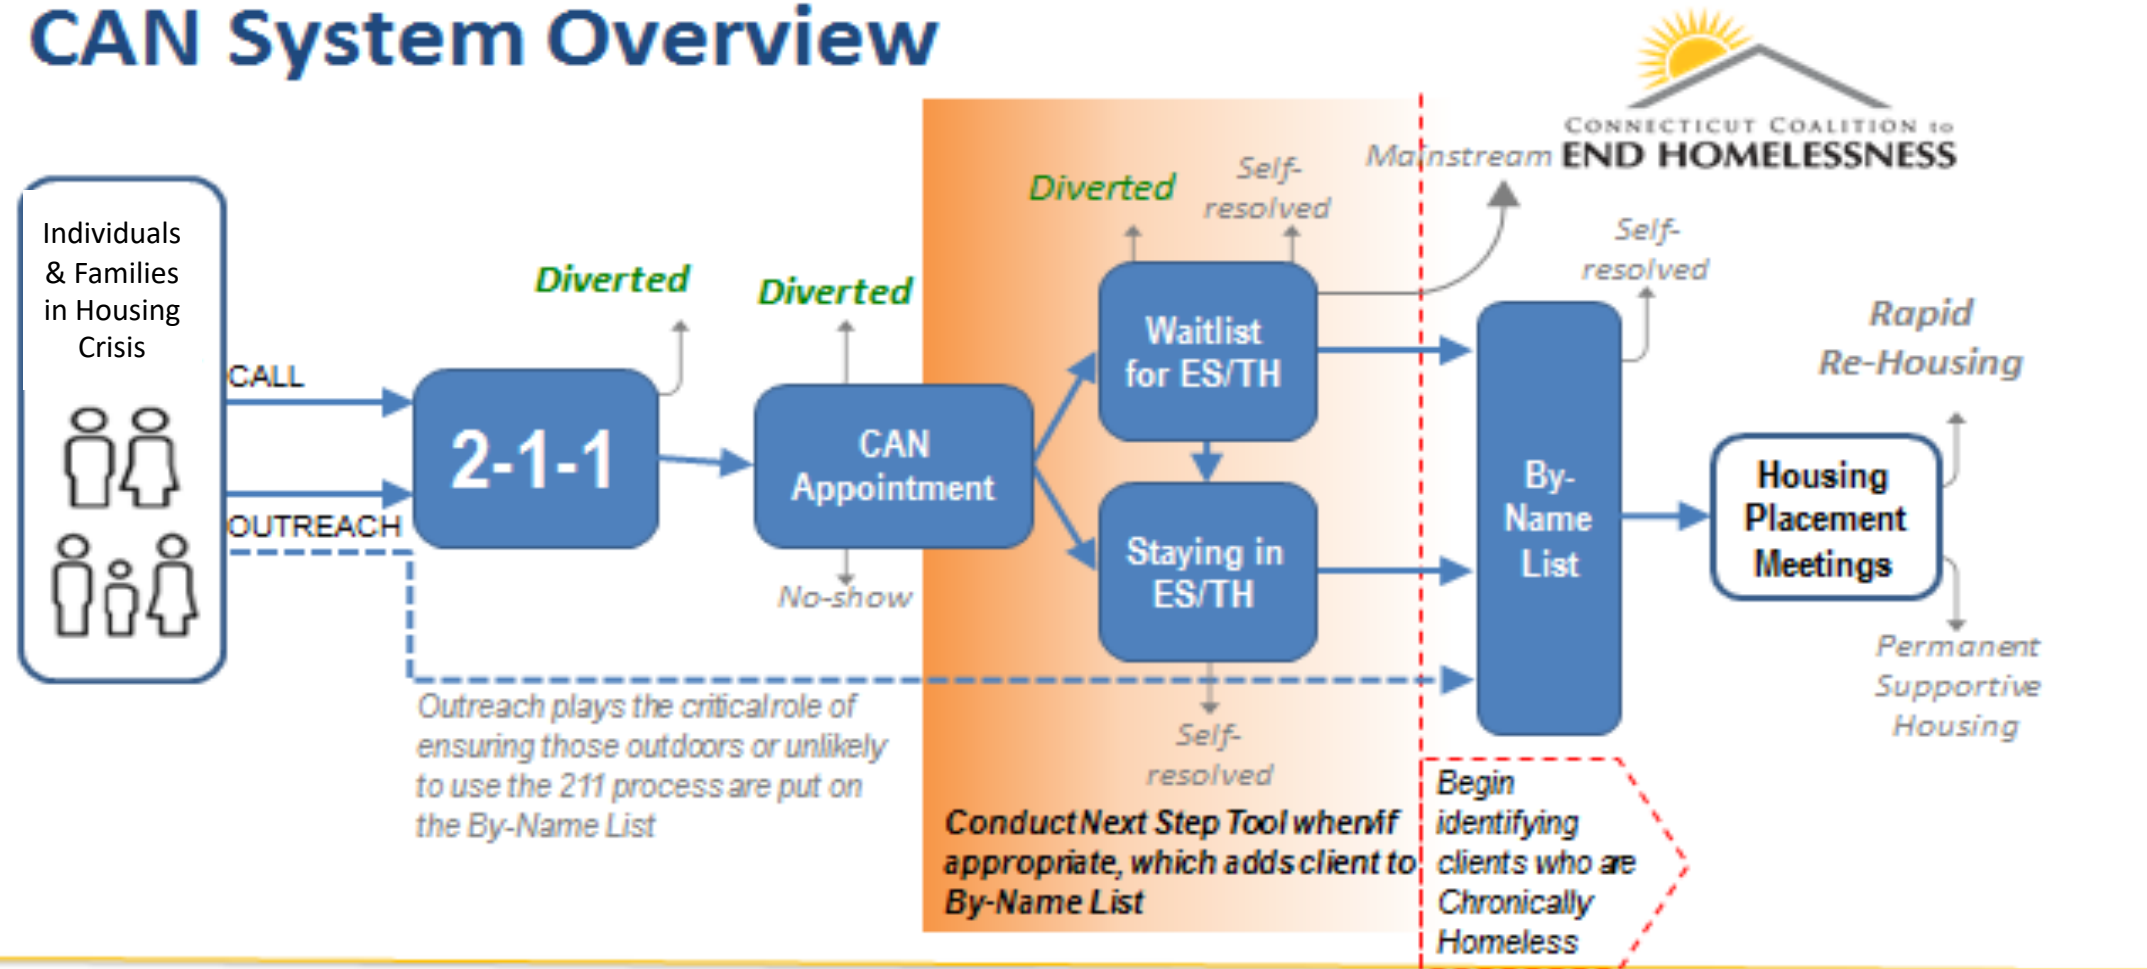 CAN System Overview
CONNECTICUT COALITION to
END HOMELESSNESS
Individuals
& Families
in Housing
Crisis
CALL
OUTREACH
2-1-1
Diverted
CAN
Appointment
Diverted
No-show
Waitlist
for ES/TH
Diverted
Self-
resolved
Mainstream
Staying in
ES/TH
Self-
resolved
By-
Name
List
Self-
resolved
Housing
Placement
Meetings
Rapid
Re-Housing
Permanent
Supportive
Housing
Outreach plays the critical role of
ensuring those outdoors or unlikely
to use the 211 process are put on
the By-Name List
Conduct Next Step Tool when/if
appropriate, which adds client to
By-Name List
Begin
identifying
clients who are
Chronically
Homeless